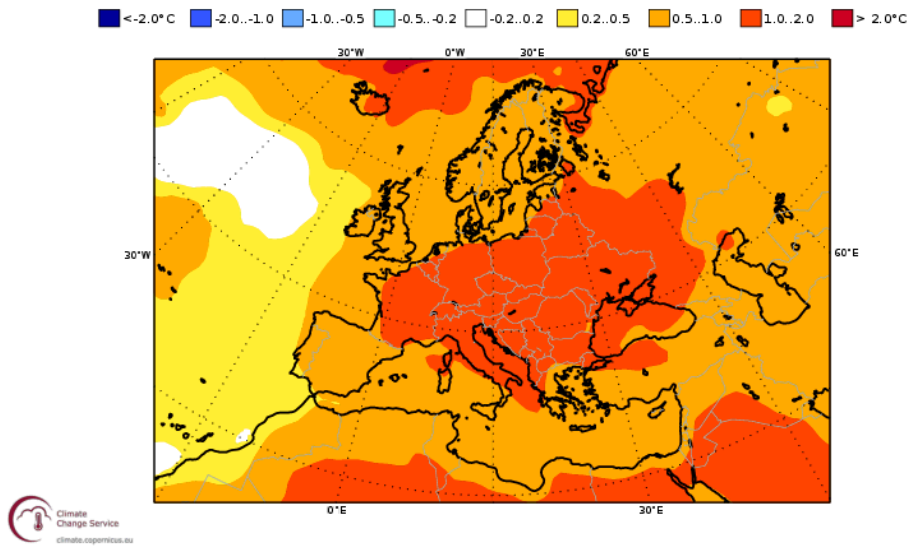 <-2.0°C -2.0..-1.0 -1.0..-0.5 -0.5..-0.2 -0.2..0.2 0.2..0.5 0.5..1.0 1.0..2.0 > 2.0°C
30°W 0°W 30°E 60°E
30°W 60°E
0°E 30°E
Climate
Change Service
climate.copernicus.eu